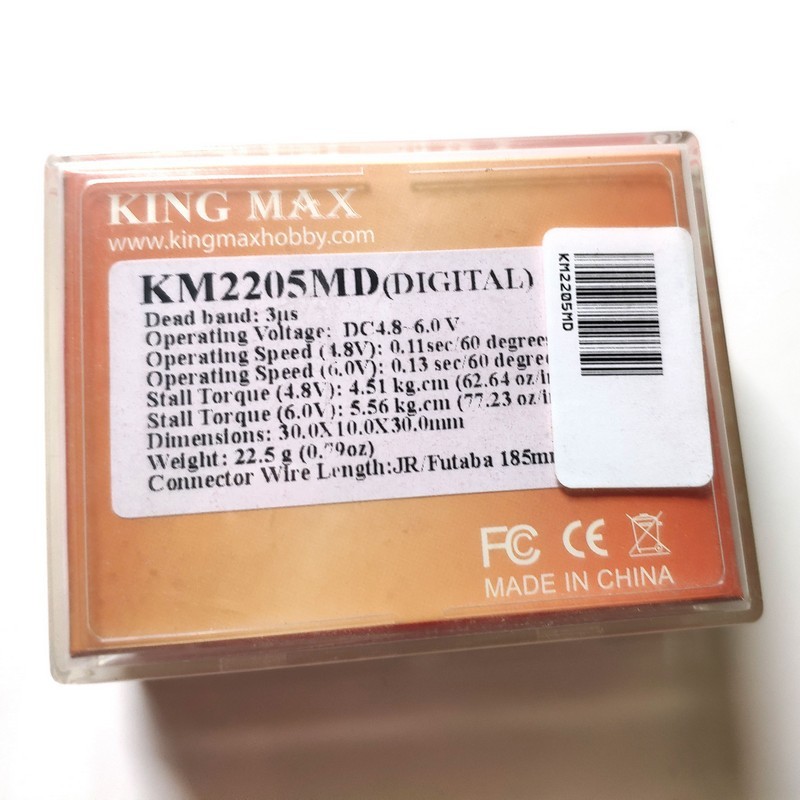 KING MAX
www.kingmaxhobby.com
KM2205MD(DIGITAL)
Dead band: 3μs
Operating Voltage: DC4.8~6.0 V
Operating Speed (4.8V): 0.11sec/60 degrees
Operating Speed (6.0V): 0.13 sec/60 degre
Stall Torque (4.8V): 4.51 kg.cm (62.64 oz/i
Stall Torque (6.0V): 5.56 kg.cm (77.23 oz/i
Dimensions: 30.0X10.0X30.0mm
Weight: 22.5 g (0.79oz)
Connector Wire Length:JR/Futaba 185mm
KM2205MD
FC CE
MADE IN CHINA